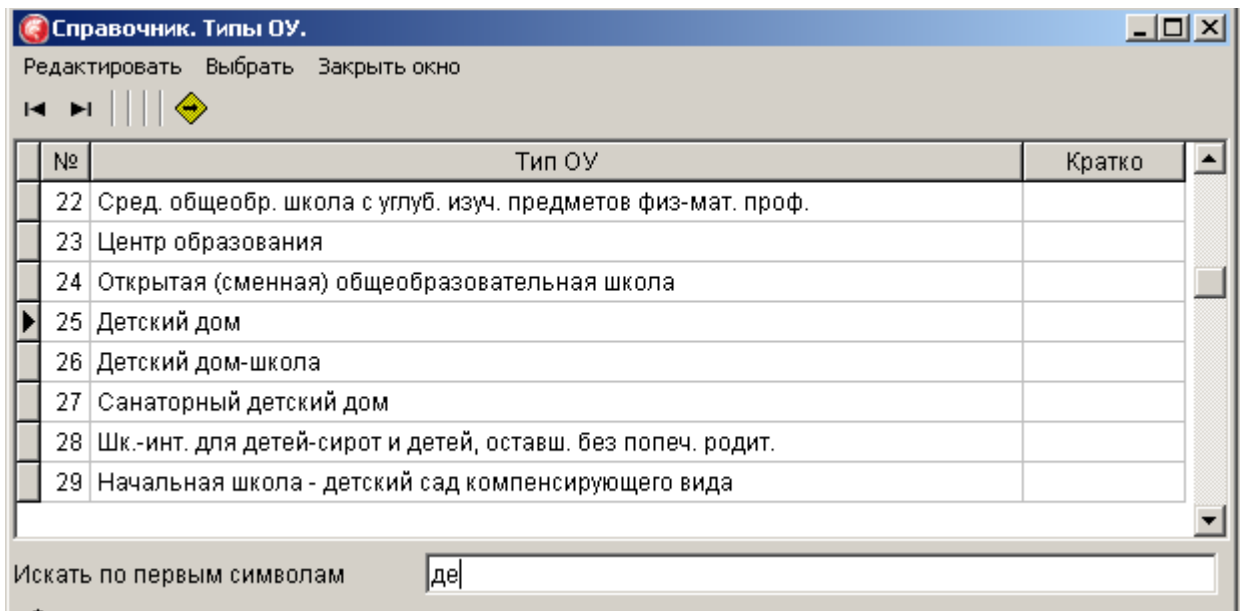 Справочник. Типы ОУ.
Редактировать Выбрать Закрыть окно
№ Тип ОУ Кратко
22 Сред. общеобр. школа с углуб. изуч. предметов физ-мат. проф.
23 Центр образования
24 Открытая (сменная) общеобразовательная школа
25 Детский дом
26 Детский дом-школа
27 Санаторный детский дом
28 Шк.-инт. для детей-сирот и детей, оставш. без попеч. родит.
29 Начальная школа - детский сад компенсирующего вида
Искать по первым символам де